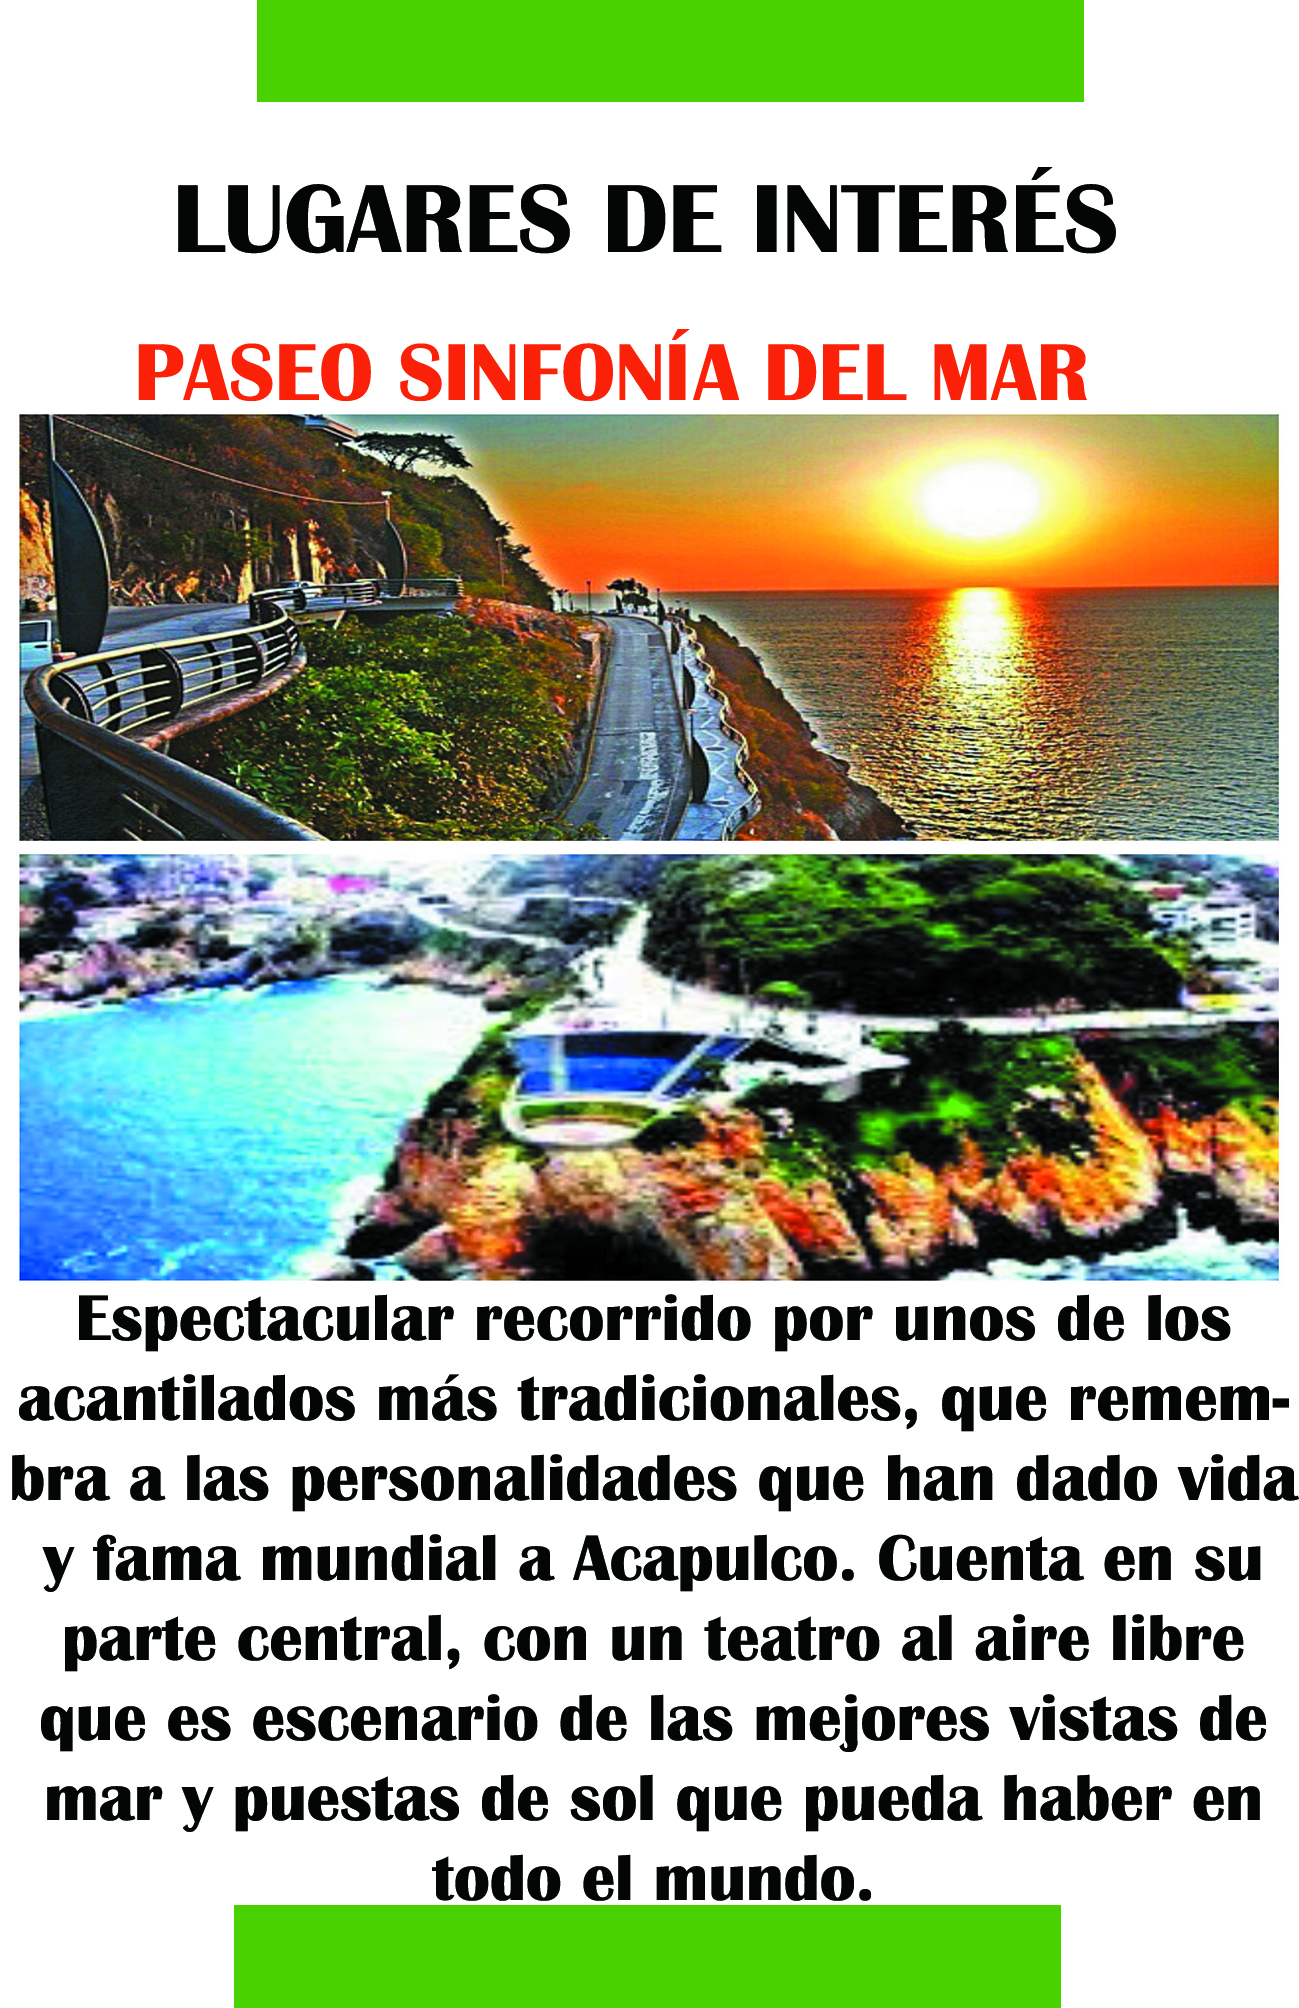 LUGARES DE INTERÉS
PASEO SINFONÍA DEL MAR
Espectacular recorrido por unos de los
acantilados más tradicionales, que remem-
bra a las personalidades que han dado vida
y fama mundial a Acapulco. Cuenta en su
parte central, con un teatro al aire libre
que es escenario de las mejores vistas de
mar y puestas de sol que pueda haber en
todo el mundo.